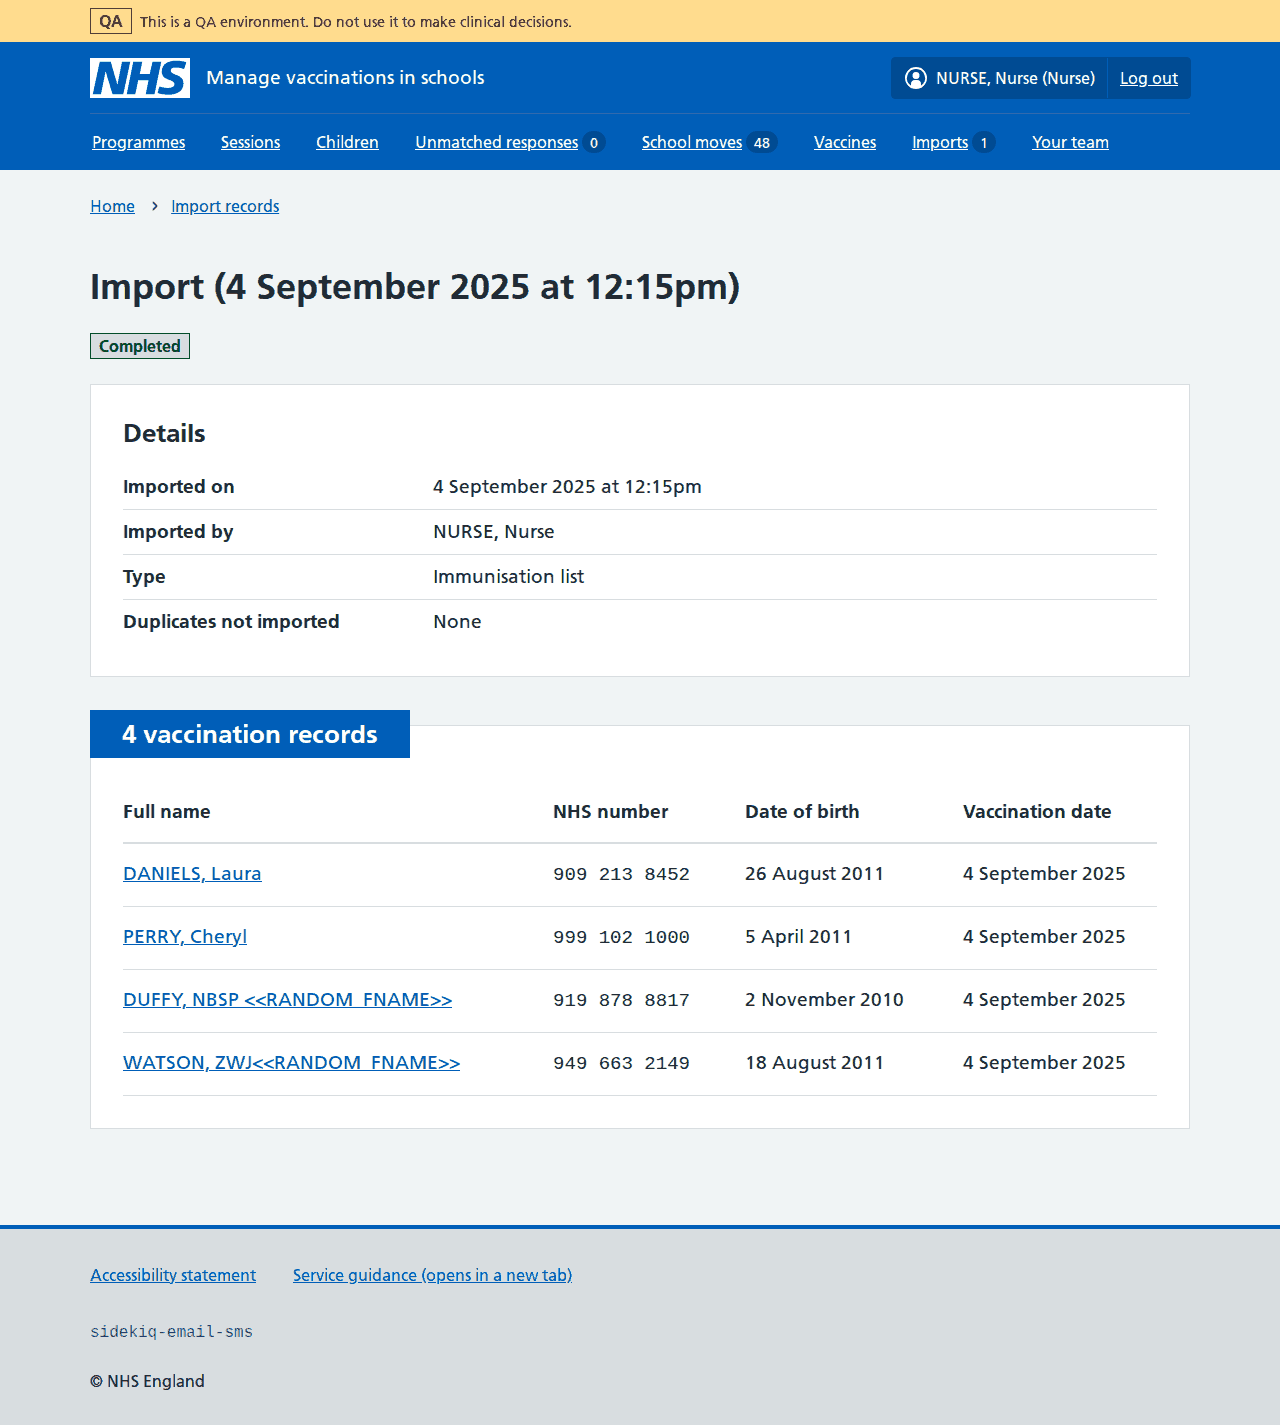 QA This is a QA environment. Do not use it to make clinical decisions.
NHS Manage vaccinations in schools NURSE, Nurse (Nurse) Log out
Programmes Sessions Children Unmatched responses 0 School moves 48 Vaccines Imports 1 Your team
Home › Import records
Import (4 September 2025 at 12:15pm)
Completed
Details
Imported on 4 September 2025 at 12:15pm
Imported by NURSE, Nurse
Type Immunisation list
Duplicates not imported None
4 vaccination records
Full name NHS number Date of birth Vaccination date
DANIELS, Laura 909 213 8452 26 August 2011 4 September 2025
PERRY, Cheryl 999 102 1000 5 April 2011 4 September 2025
DUFFY, NBSP <<RANDOM_FNAME>> 919 878 8817 2 November 2010 4 September 2025
WATSON, ZWJ<<RANDOM_FNAME>> 949 663 2149 18 August 2011 4 September 2025
Accessibility statement Service guidance (opens in a new tab)
sidekiq-email-sms
© NHS England